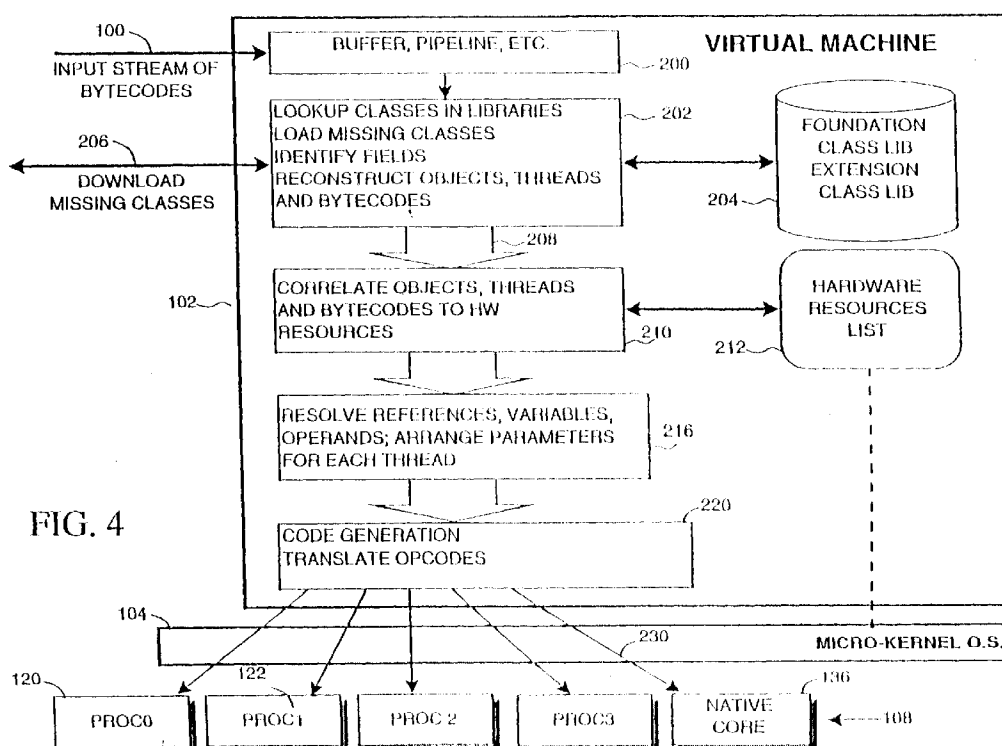 100
INPUT STREAM OF
BYTECODES
BUFFER, PIPELINE, ETC.
200
VIRTUAL MACHINE
206
DOWNLOAD
MISSING CLASSES
LOOKUP CLASSES IN LIBRARIES
LOAD MISSING CLASSES
IDENTIFY FIELDS
RECONSTRUCT OBJECTS, THREADS
AND BYTECODES
202
FOUNDATION
CLASS LIB
EXTENSION
CLASS LIB
204
208
102
CORRELATE OBJECTS, THREADS
AND BYTECODES TO HW
RESOURCES
210
HARDWARE
RESOURCES
LIST
212
RESOLVE REFERENCES, VARIABLES,
OPERANDS; ARRANGE PARAMETERS
FOR EACH THREAD
216
FIG. 4
220
CODE GENERATION
TRANSLATE OPCODES
104
230
MICRO-KERNEL O.S.
120
PROC0
122
PROC1
PROC 2
PROC3
136
NATIVE
CORE
108